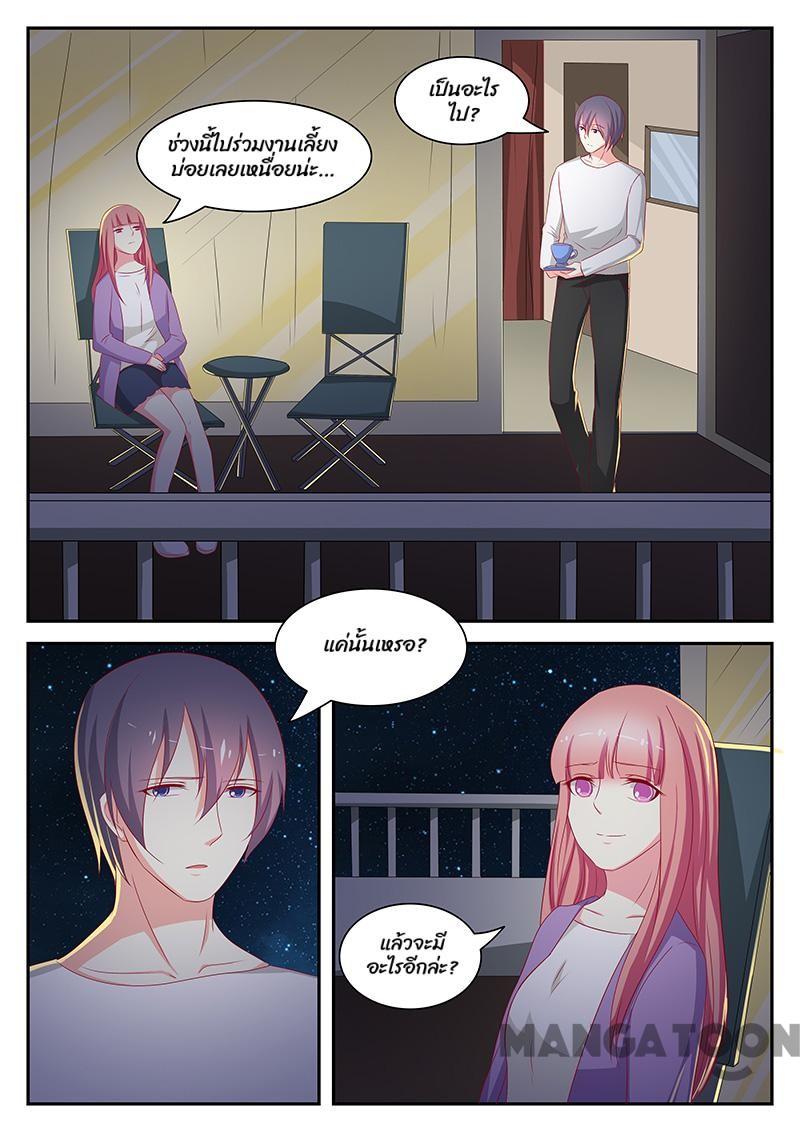 เป็นอะไร
ไป?
ช่วงนี้ไปร่วมงานเลี้ยง
บ่อยเลยเหนื่อยน่ะ...
แค่นั้นเหรอ?
แล้วจะมี
อะไรอีกล่ะ?
MANGATOON